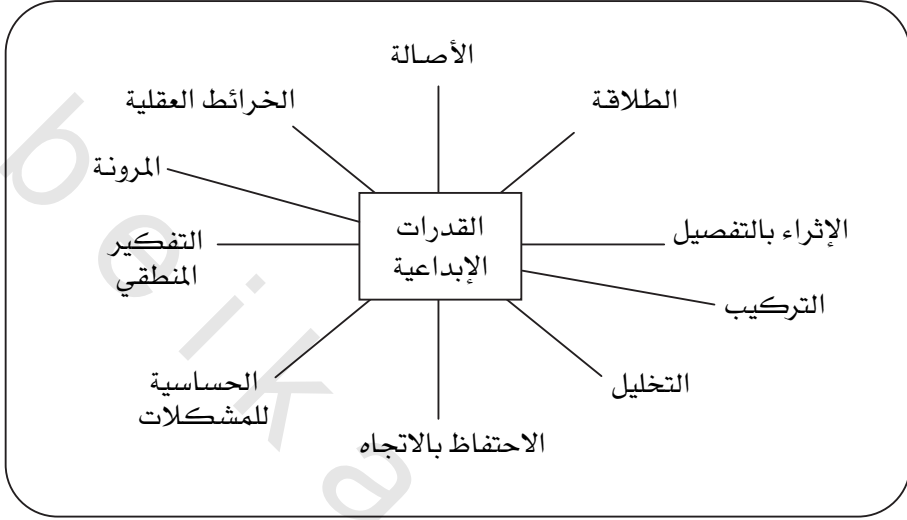 الأصالة
الطلاقة
الخرائط العقلية
المرونة
القدرات
الإبداعية
الإثراء بالتفصيل
التفكير
المنطقي
التركيب
التخليل
الحساسية
للمشكلات
الاحتفاظ بالاتجاه
b e i k a